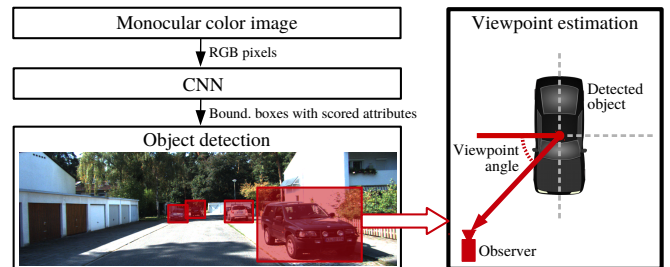 Monocular color image
RGB pixels
CNN
Bound. boxes with scored attributes
Object detection
Viewpoint estimation
Detected
object
Viewpoint
angle
Observer